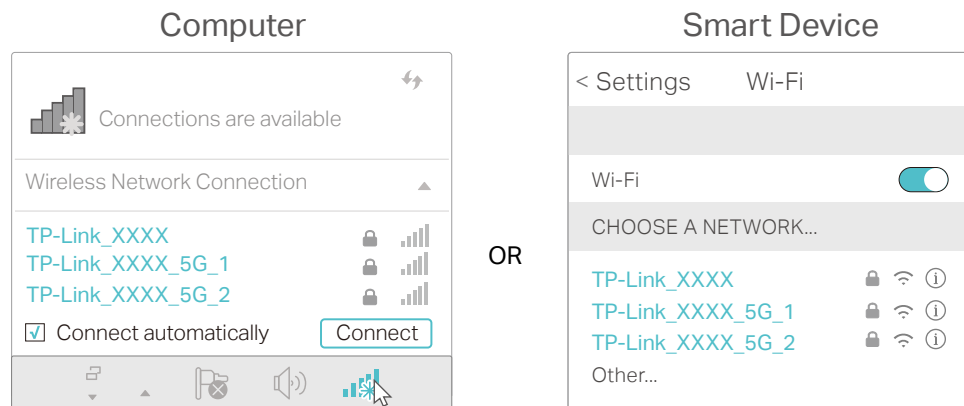 Computer
Connections are available
Wireless Network Connection
TP-Link_XXXX
TP-Link_XXXX_5G_1
TP-Link_XXXX_5G_2
Connect automatically
Connect
OR
Smart Device
< Settings
Wi-Fi
Wi-Fi
CHOOSE A NETWORK...
TP-Link_XXXX
TP-Link_XXXX_5G_1
TP-Link_XXXX_5G_2
Other...